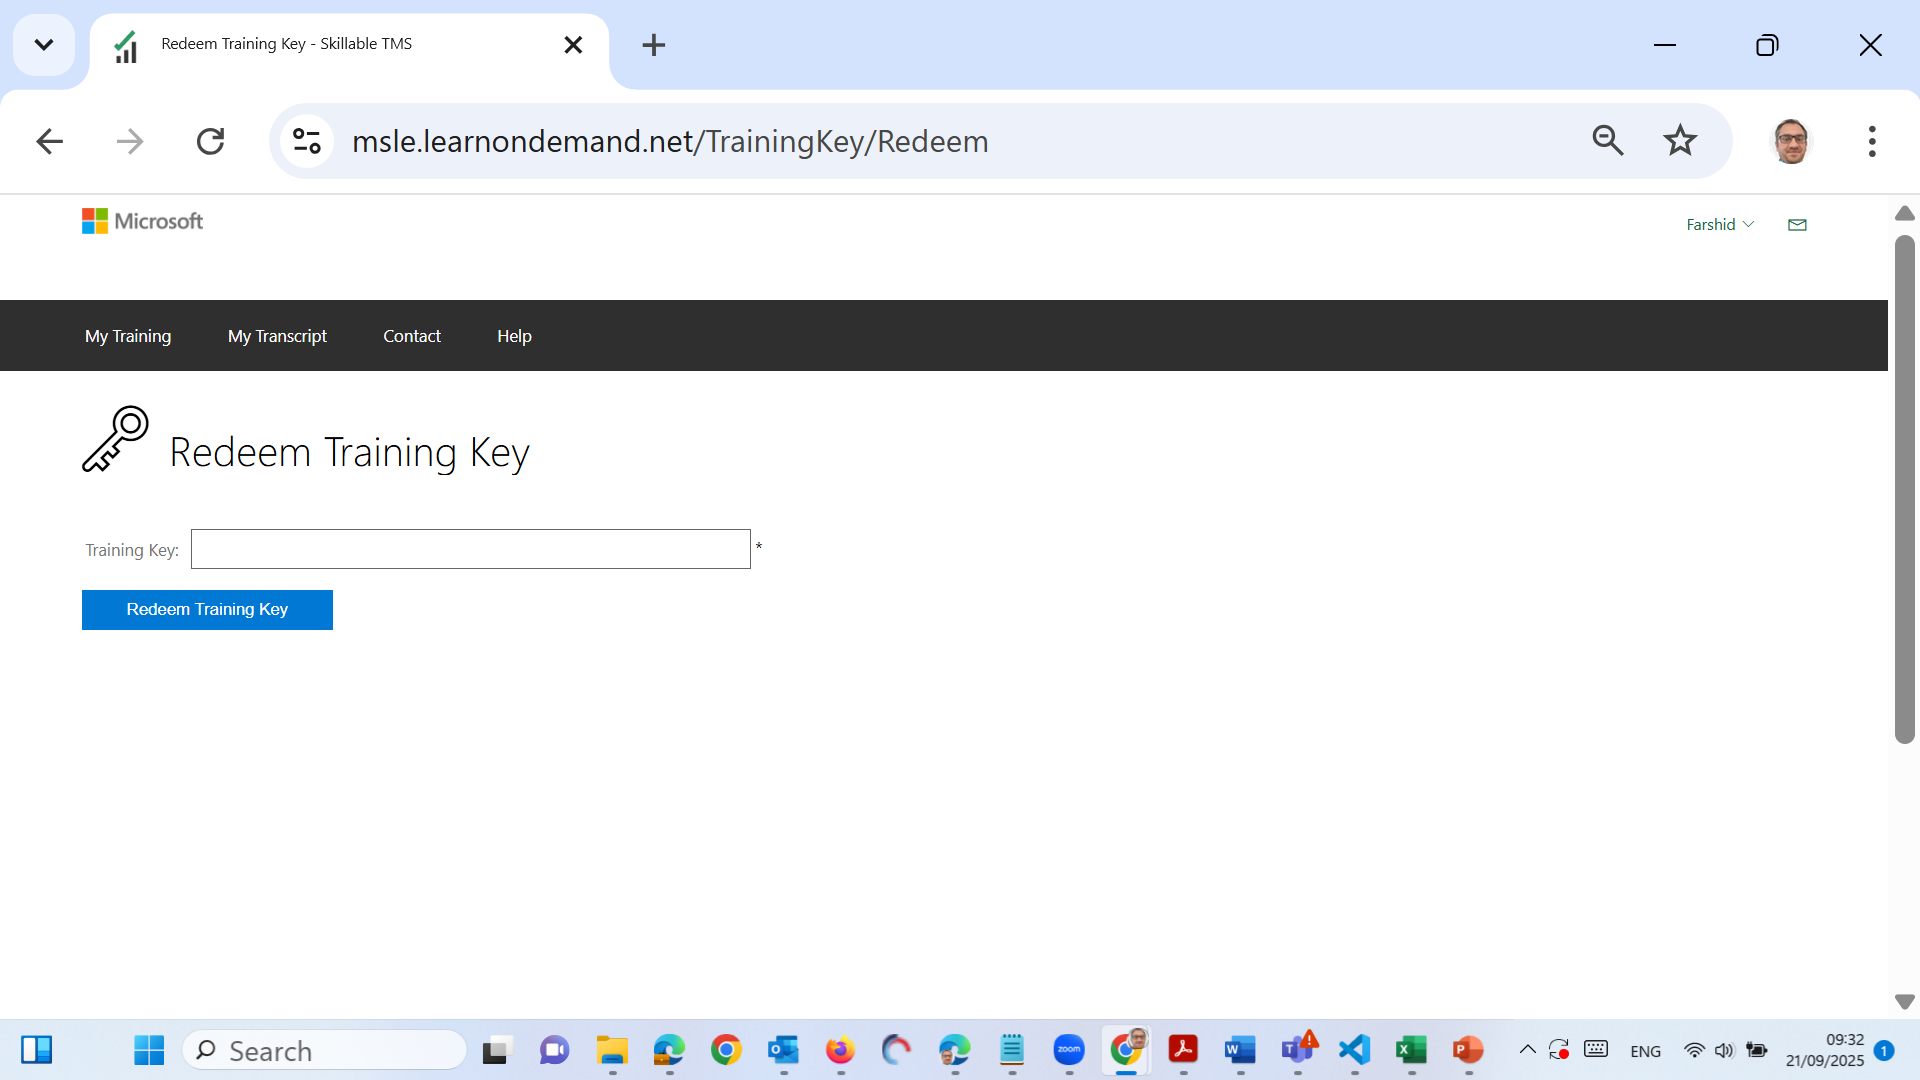 Redeem Training Key - Skillable TMS
msle.learnondemand.net/TrainingKey/Redeem
Microsoft
Farshid
My Training My Transcript Contact Help
Redeem Training Key
Training Key: *
Redeem Training Key
Search
zoom
ENG
09:32
21/09/2025
1